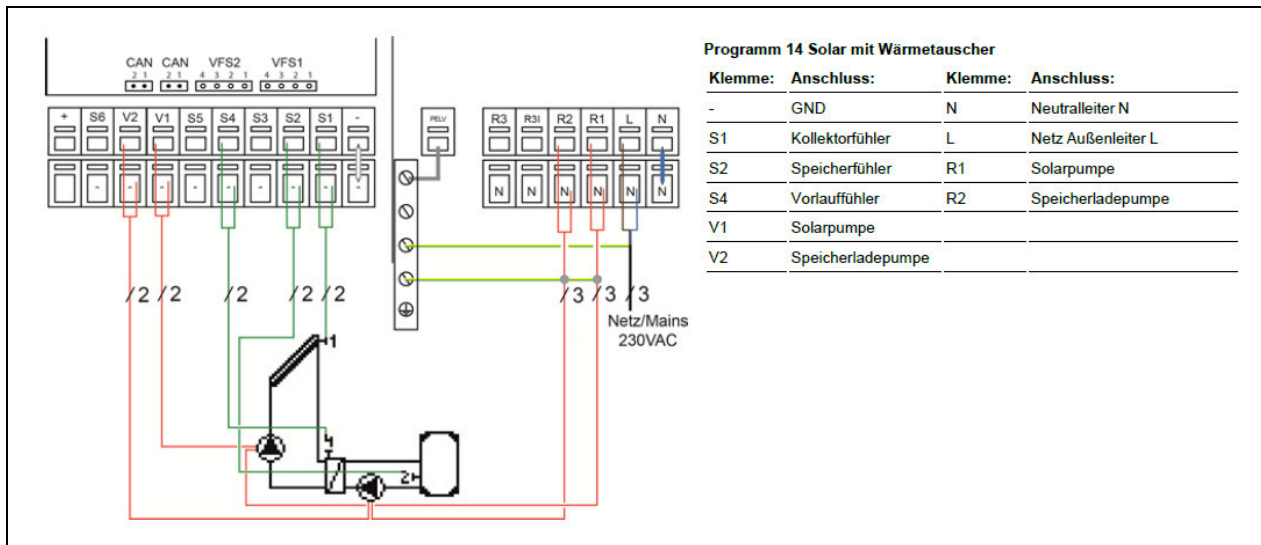 CAN CAN VFS2 VFS1
2 1 2 1 4 3 2 1 4 3 2 1
+ S6 V2 V1 S5 S4 S3 S2 S1 -
- - - - - - - - -
PELV
R3 R3I R2 R1 L N
N N N N N N
/2 /2 /2 /2 /2
/3 /3 /3
Netz/Mains
230VAC
1
4
2
Programm 14 Solar mit Wärmetauscher
Klemme: Anschluss: Klemme: Anschluss:
- GND N Neutralleiter N
S1 Kollektorfühler L Netz Außenleiter L
S2 Speicherfühler R1 Solarpumpe
S4 Vorlauffühler R2 Speicherladepumpe
V1 Solarpumpe
V2 Speicherladepumpe